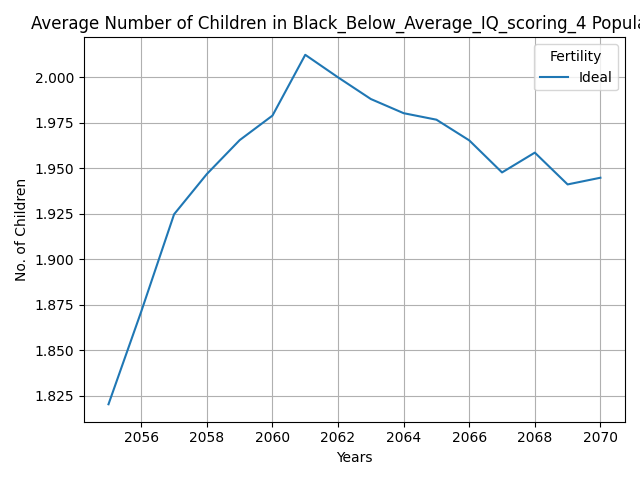 Average Number of Children in Black_Below_Average_IQ_scoring_4 Popula
Fertility
Ideal
2.000
1.975
1.950
1.925
1.900
1.875
1.850
1.825
No. of Children
2056 2058 2060 2062 2064 2066 2068 2070
Years